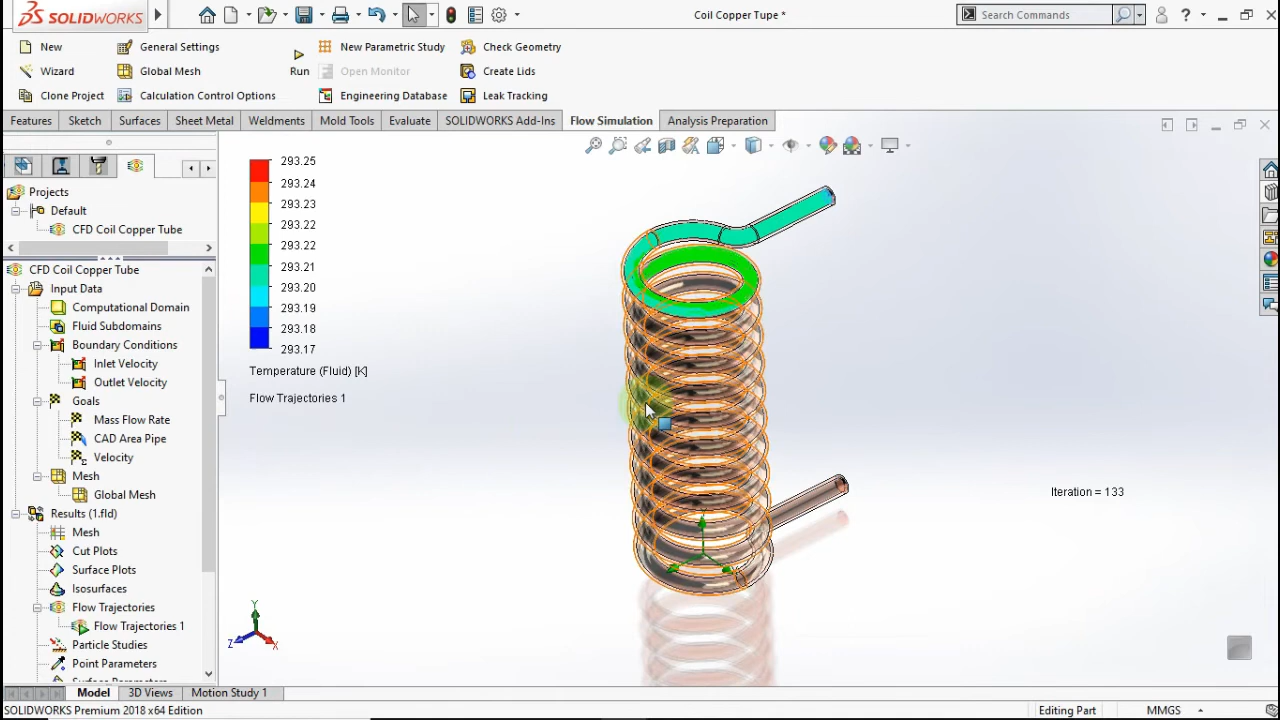 SOLIDWORKS
Coil Copper Tupe *
Search Commands
New
General Settings
New Parametric Study
Check Geometry
Wizard
Global Mesh
Run
Open Monitor
Create Lids
Clone Project
Calculation Control Options
Engineering Database
Leak Tracking
Features Sketch Surfaces Sheet Metal Weldments Mold Tools Evaluate SOLIDWORKS Add-Ins Flow Simulation Analysis Preparation
Projects
Default
CFD Coil Copper Tube
CFD Coil Copper Tube
Input Data
Computational Domain
Fluid Subdomains
Boundary Conditions
Inlet Velocity
Outlet Velocity
Goals
Mass Flow Rate
CAD Area Pipe
Velocity
Mesh
Global Mesh
Results (1.fld)
Mesh
Cut Plots
Surface Plots
Isosurfaces
Flow Trajectories
Flow Trajectories 1
Particle Studies
Point Parameters
Surface Parameters
293.25
293.24
293.23
293.22
293.22
293.21
293.20
293.19
293.18
293.17
Temperature (Fluid) [K]
Flow Trajectories 1
Iteration = 133
Y
Z
X
Model 3D Views Motion Study 1
SOLIDWORKS Premium 2018 x64 Edition
Editing Part
MMGS